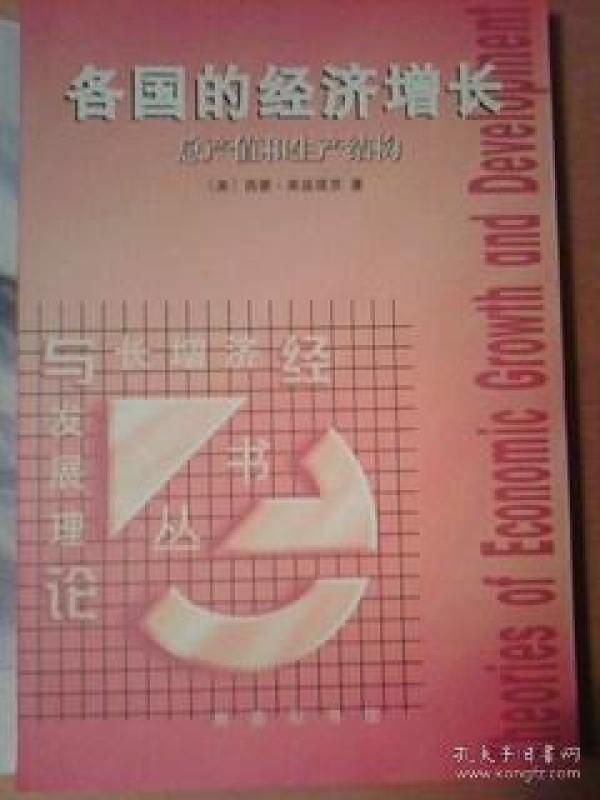 各国的经济增长
总产值和生产结构
〔美〕西蒙·库兹涅茨 著
Theories of Economic Growth and Development
经济增长
与发展理论
丛书
孔夫子旧书网
www.kongfz.com